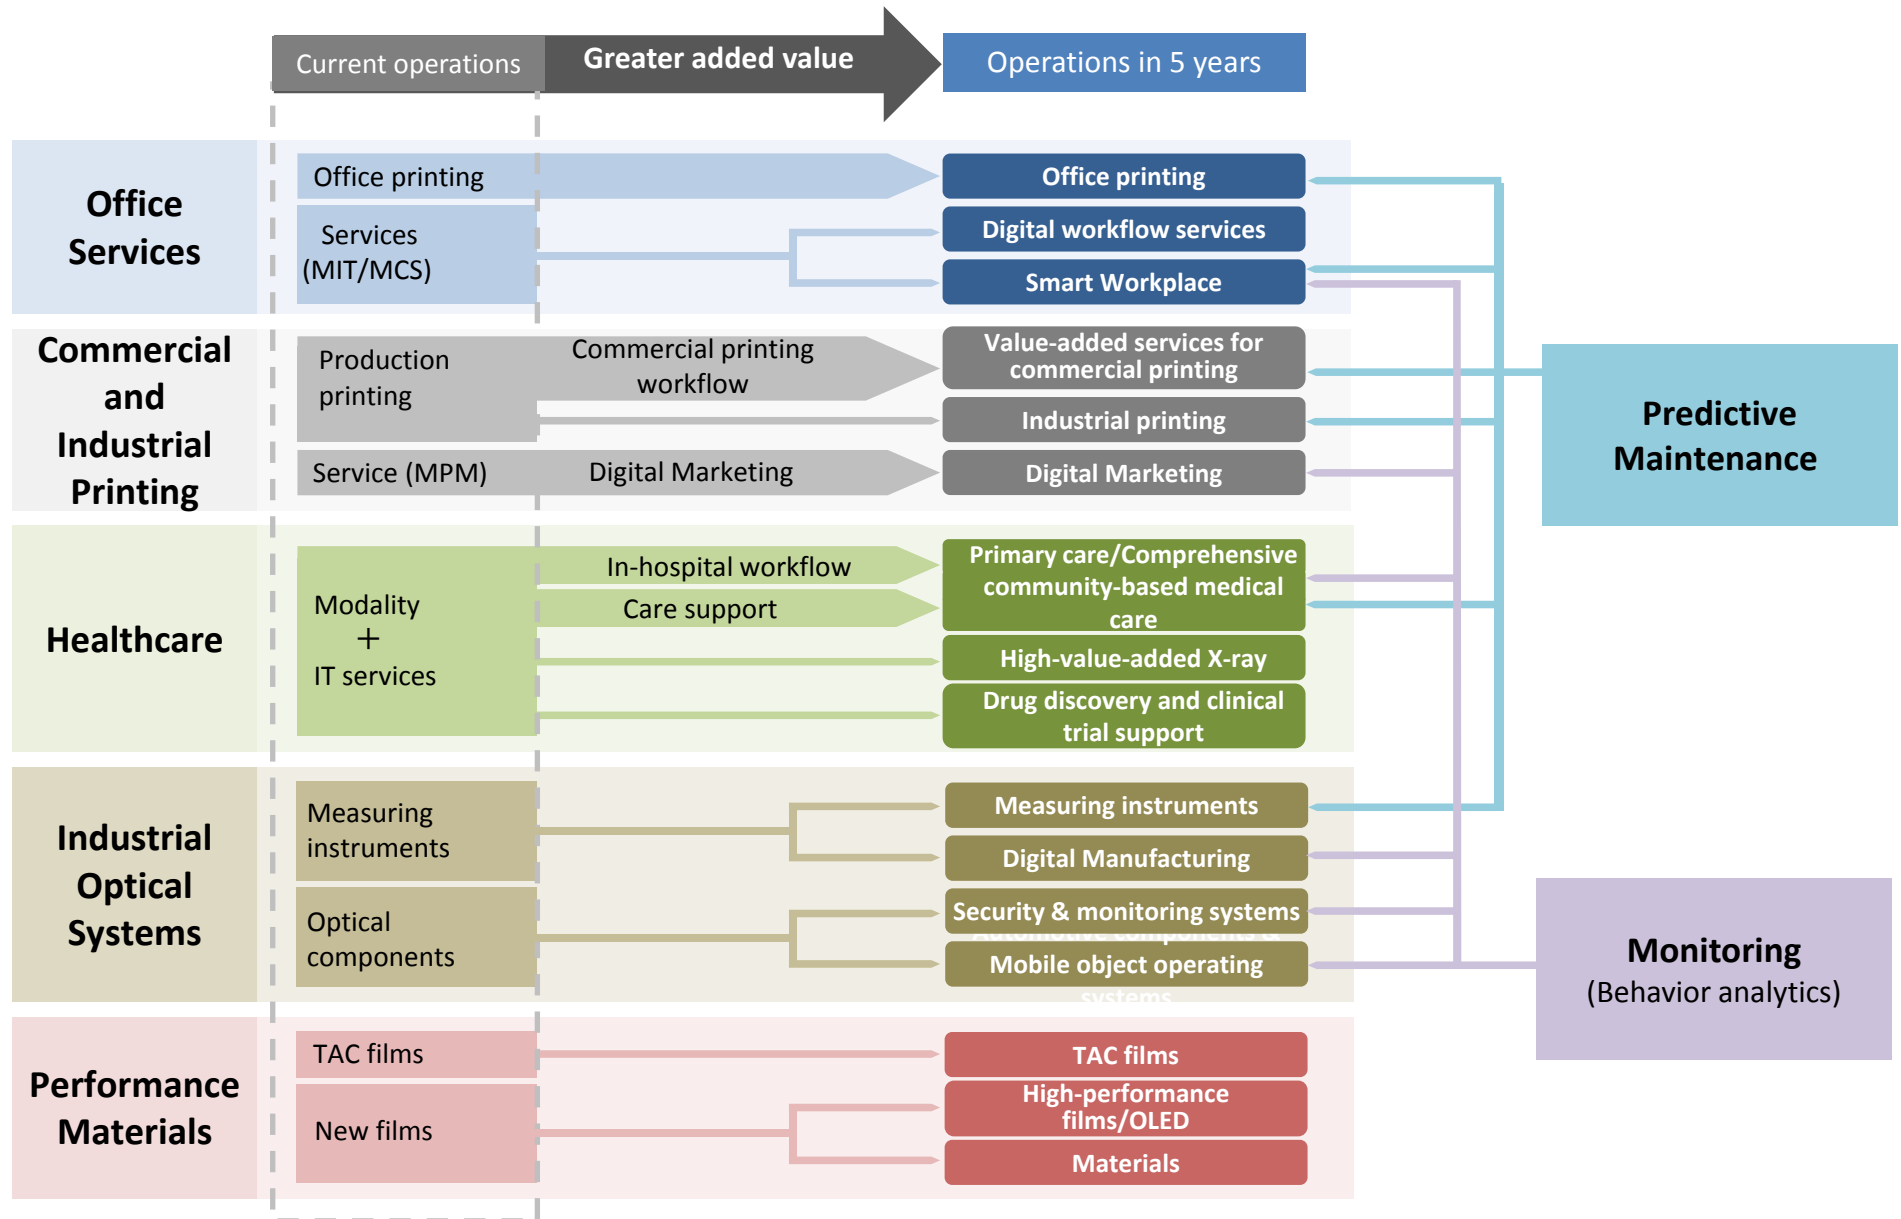 Current operations
Greater added value
Operations in 5 years
Office
Services
Office printing
Services
(MIT/MCS)
Office printing
Digital workflow services
Smart Workplace
Commercial
and
Industrial
Printing
Production
printing
Commercial printing
workflow
Service (MPM)
Digital Marketing
Value-added services for
commercial printing
Industrial printing
Digital Marketing
Healthcare
Modality
+
IT services
In-hospital workflow
Care support
Primary care/Comprehensive
community-based medical
care
High-value-added X-ray
Drug discovery and clinical
trial support
Industrial
Optical
Systems
Measuring
instruments
Optical
components
Measuring instruments
Digital Manufacturing
Security & monitoring systems
Automotive components &
Mobile object operating
systems
Performance
Materials
TAC films
New films
TAC films
High-performance
films/OLED
Materials
Predictive
Maintenance
Monitoring
(Behavior analytics)